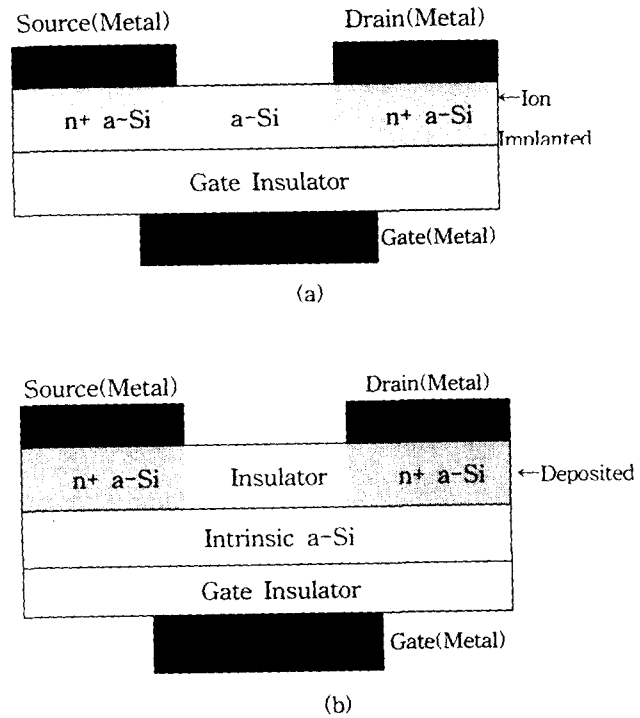 Source(Metal) Drain(Metal)
n+ a-Si a-Si n+ a-Si ←Ion
Implanted
Gate Insulator
Gate(Metal)
(a)
Source(Metal) Drain(Metal)
n+ a-Si Insulator n+ a-Si ←Deposited
Intrinsic a-Si
Gate Insulator
Gate(Metal)
(b)